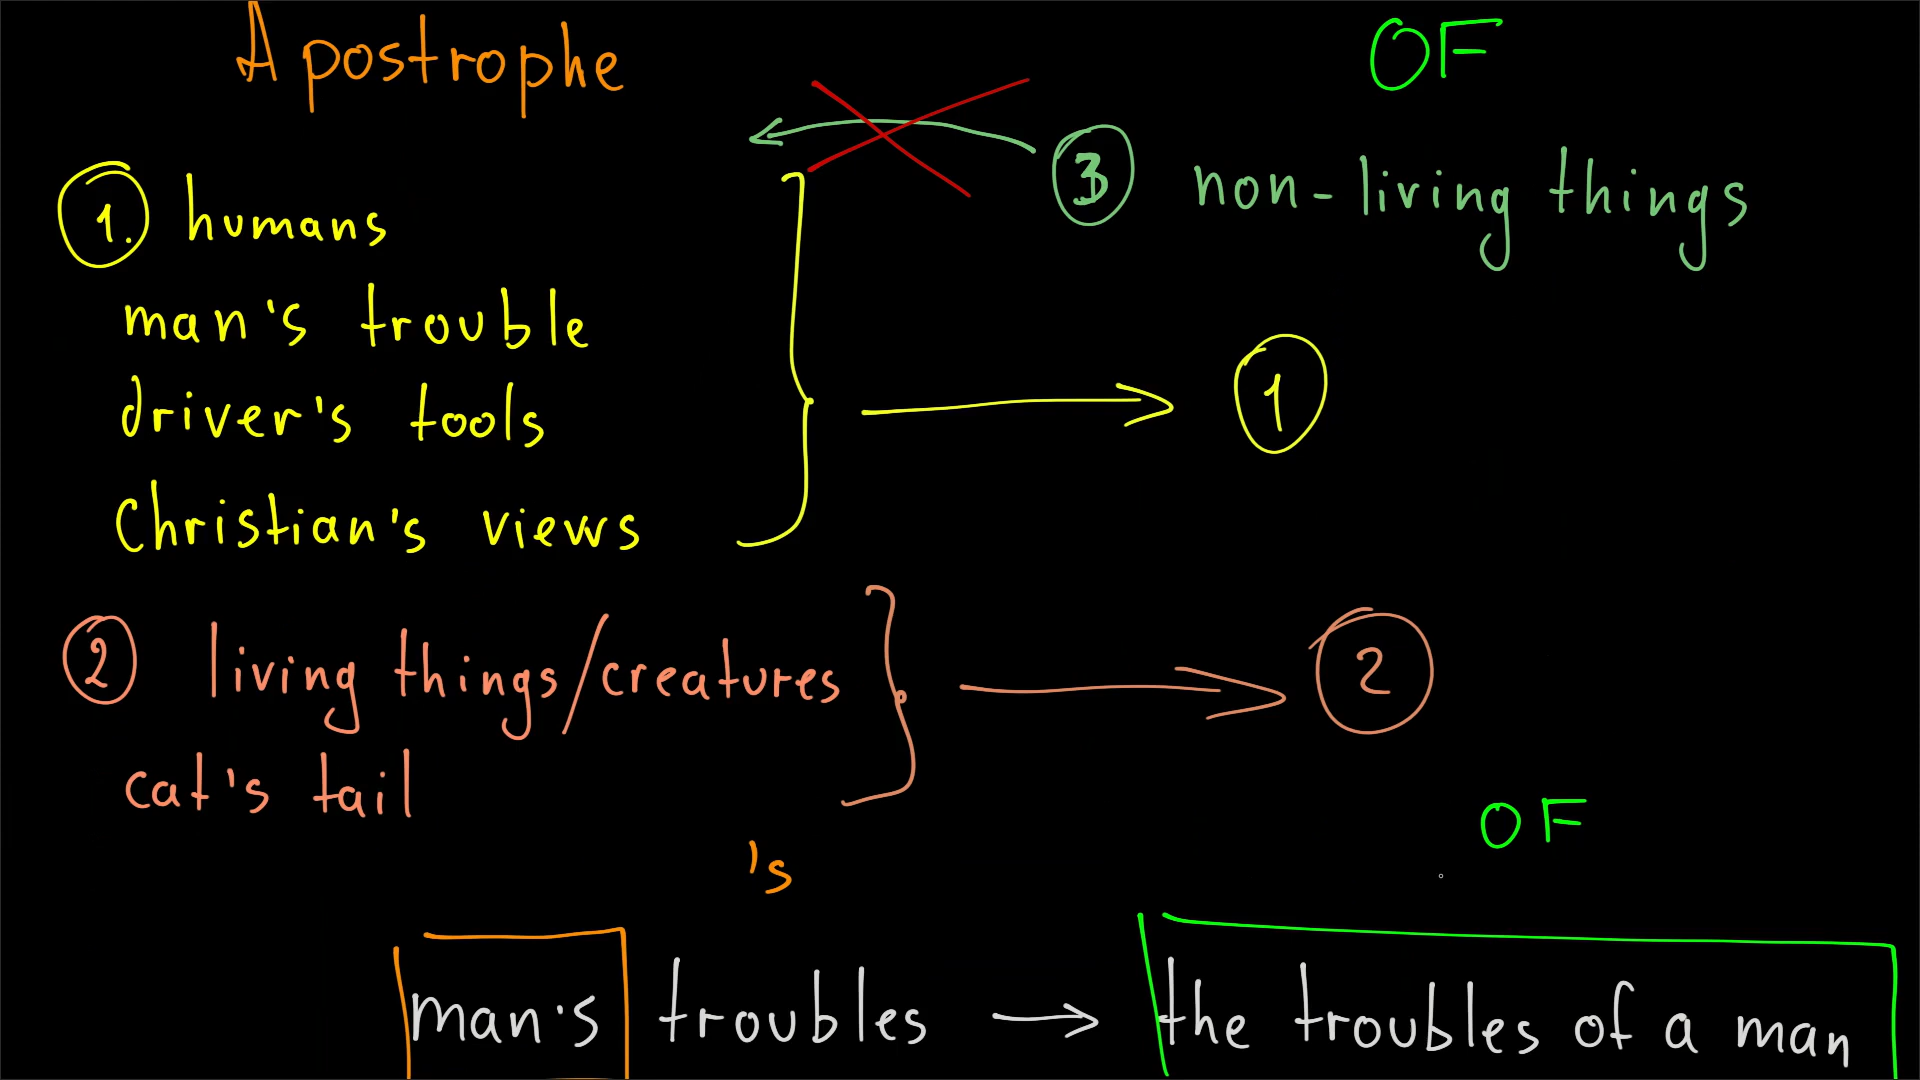 Apostrophe
OF
1. humans
3 non-living things
man's trouble
driver's tools
1
Christian's views
2 living things/creatures
2
cat's tail
's
OF
man's troubles → the troubles of a man